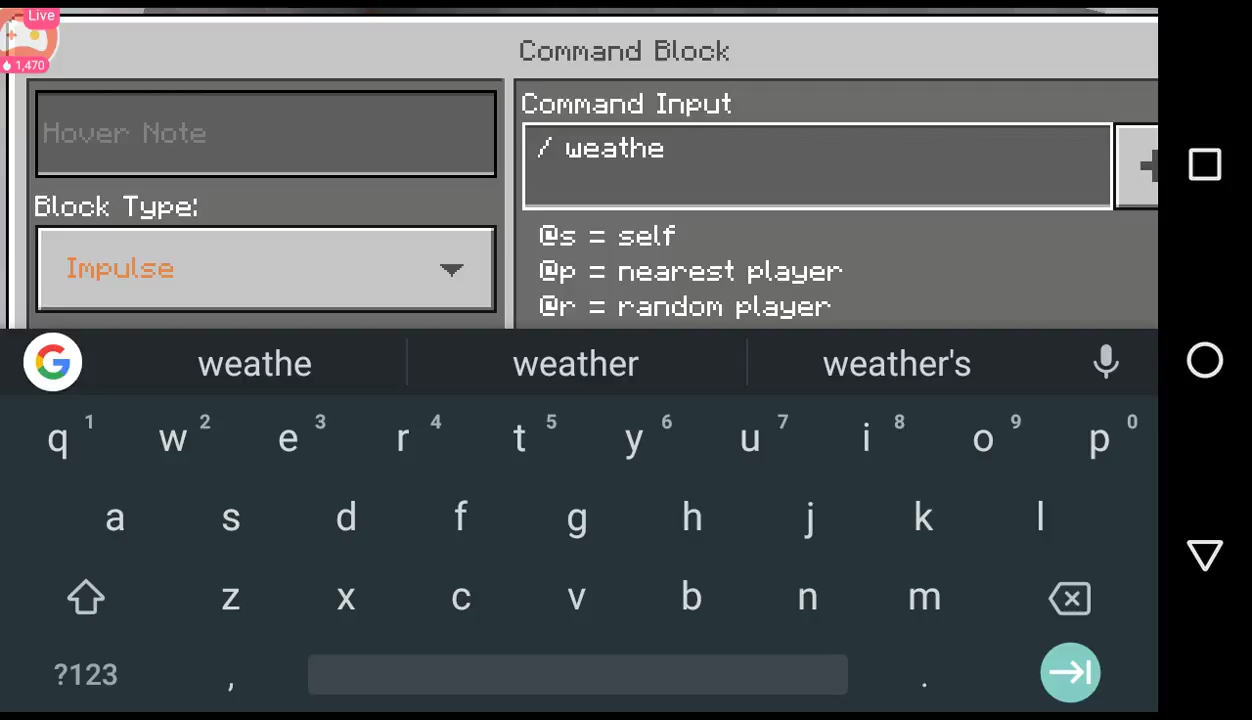 Live
1,470
Command Block
Hover Note
Block Type:
Impulse
Command Input
/ weathe
@s = self
@p = nearest player
@r = random player
weathe weather weather's
q 1 w 2 e 3 r 4 t 5 y 6 u 7 i 8 o 9 p 0
a s d f g h j k l
z x c v b n m
?123 , .